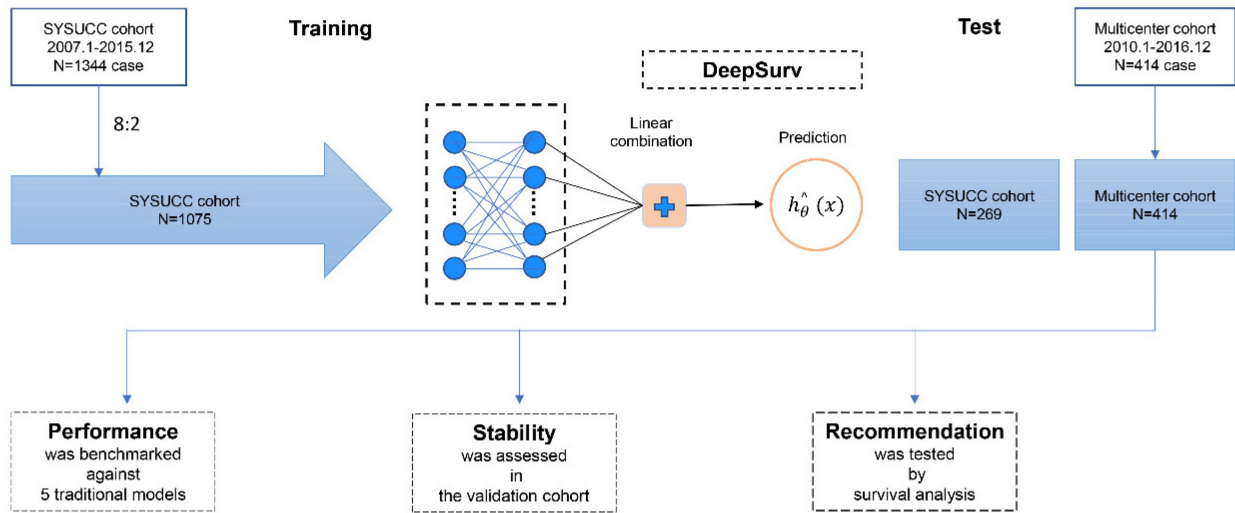 SYSUCC cohort
2007.1-2015.12
N=1344 case
Training
Test
Multicenter cohort
2010.1-2016.12
N=414 case
DeepSurv
8:2
Linear
combination
Prediction
SYSUCC cohort
N=1075
ĥ_θ (x)
SYSUCC cohort
N=269
Multicenter cohort
N=414
Performance
was benchmarked
against
5 traditional models
Stability
was assessed
in
the validation cohort
Recommendation
was tested
by
survival analysis